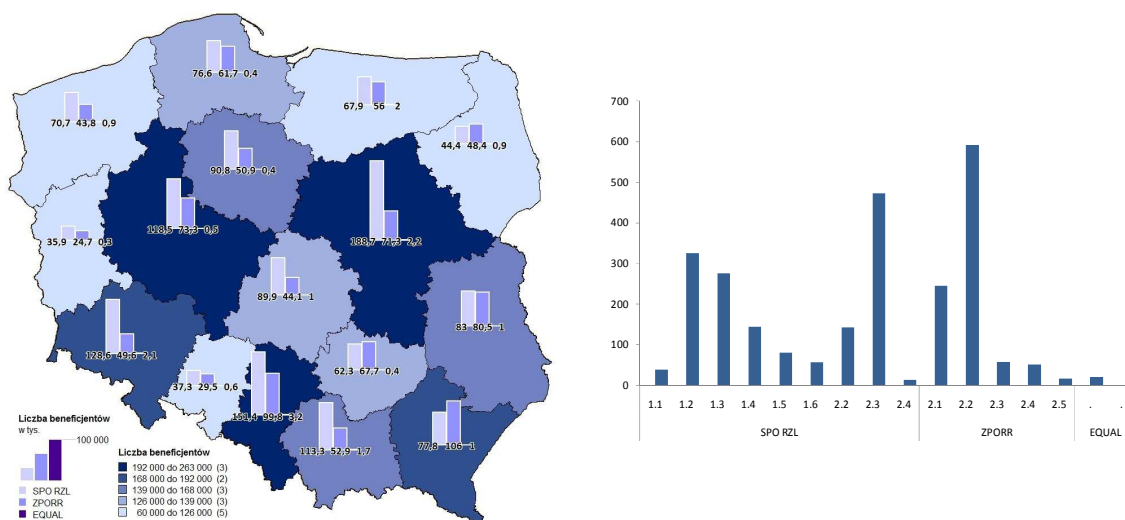 76,6 61,7 0,4
67,9 56 2
70,7 43,8 0,9
44,4 48,4 0,9
90,8 50,9 0,4
118,5 73,3 0,5
188,7 71,3 2,2
35,9 24,7 0,3
89,9 44,1 1
83 80,5 1
128,6 49,6 2,1
62,3 67,7 0,4
37,3 29,5 0,6
151,4 99,8 3,2
77,8 106 1
113,3 52,9 1,7
Liczba beneficjentów
w tys.
100 000
SPO RZL
ZPORR
EQUAL
Liczba beneficjentów
192 000 do 263 000 (3)
168 000 do 192 000 (2)
139 000 do 168 000 (3)
126 000 do 139 000 (3)
60 000 do 126 000 (5)
700
600
500
400
300
200
100
0
1.1 1.2 1.3 1.4 1.5 1.6 2.2 2.3 2.4 2.1 2.2 2.3 2.4 2.5 . .
SPO RZL ZPORR EQUAL